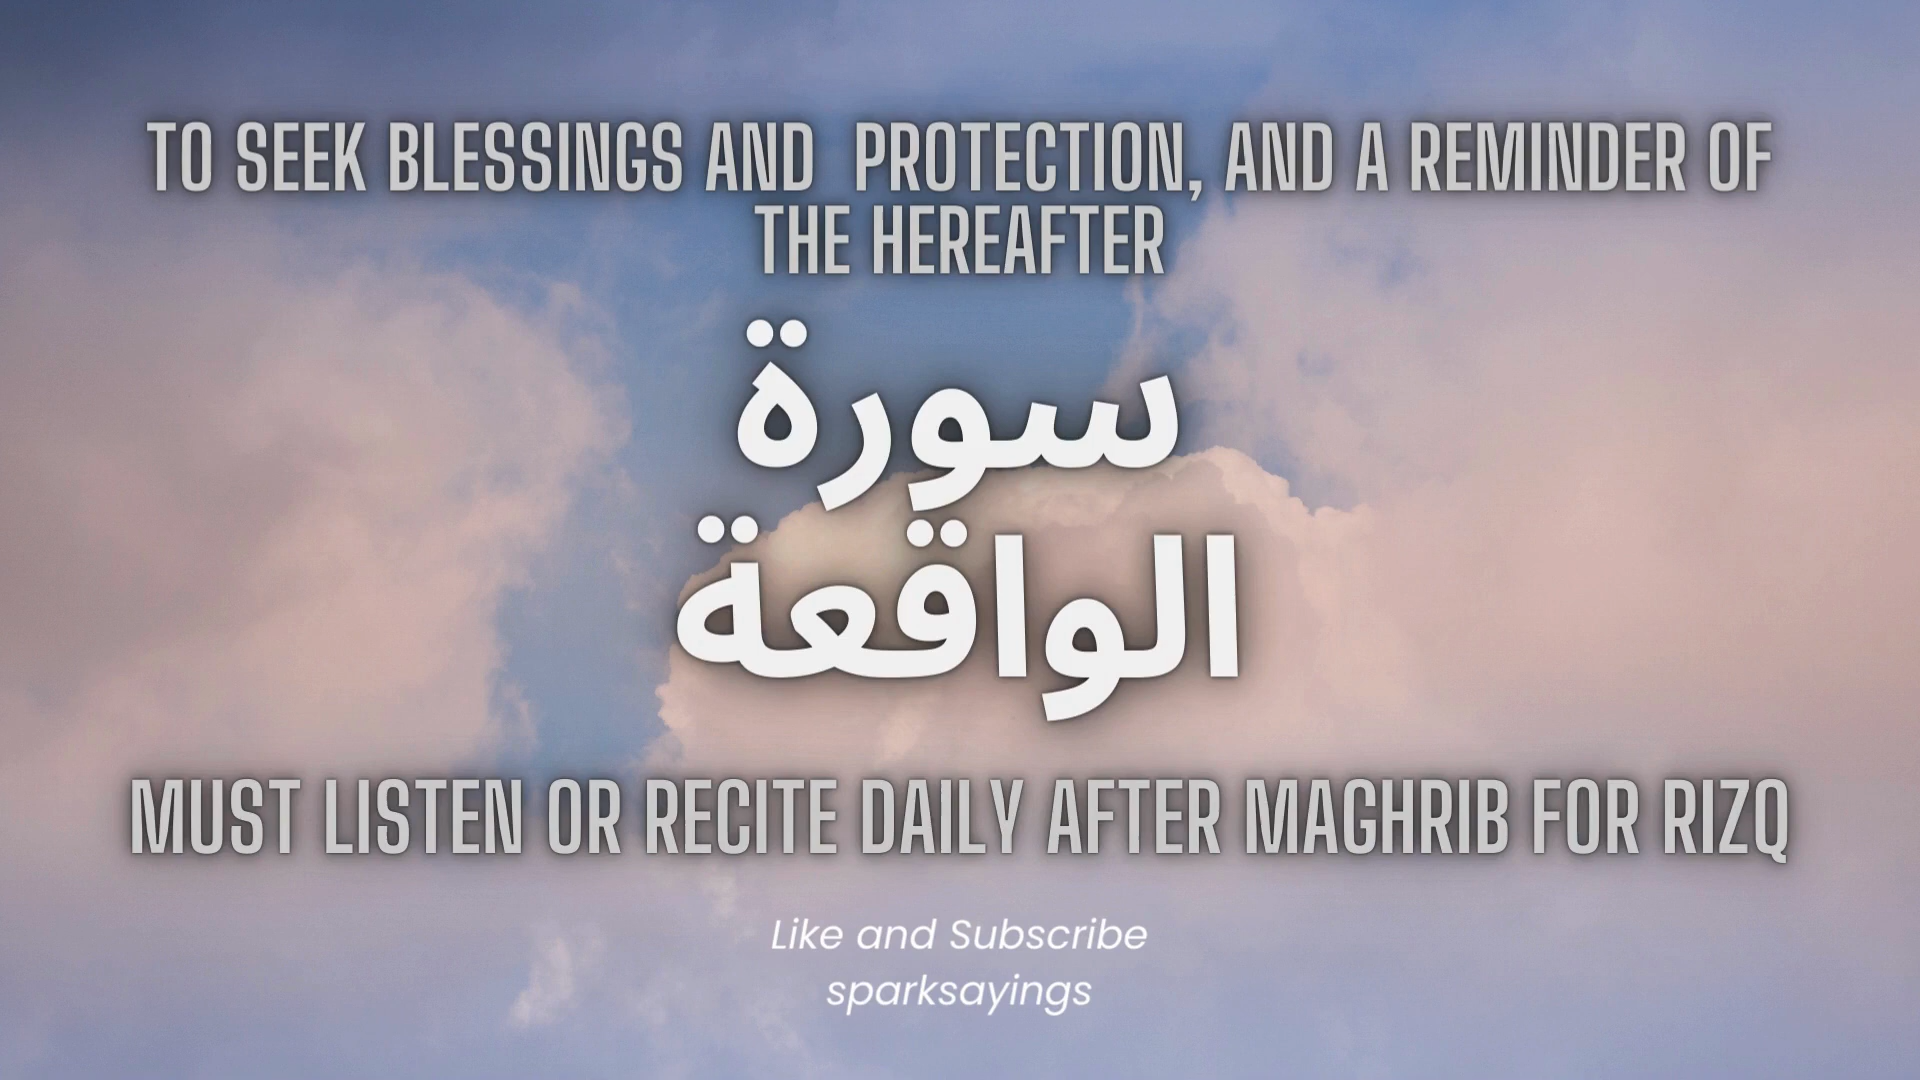 TO SEEK BLESSINGS AND PROTECTION, AND A REMINDER OF
THE HEREAFTER
سورة
الواقعة
MUST LISTEN OR RECITE DAILY AFTER MAGHRIB FOR RIZQ
Like and Subscribe
sparksayings